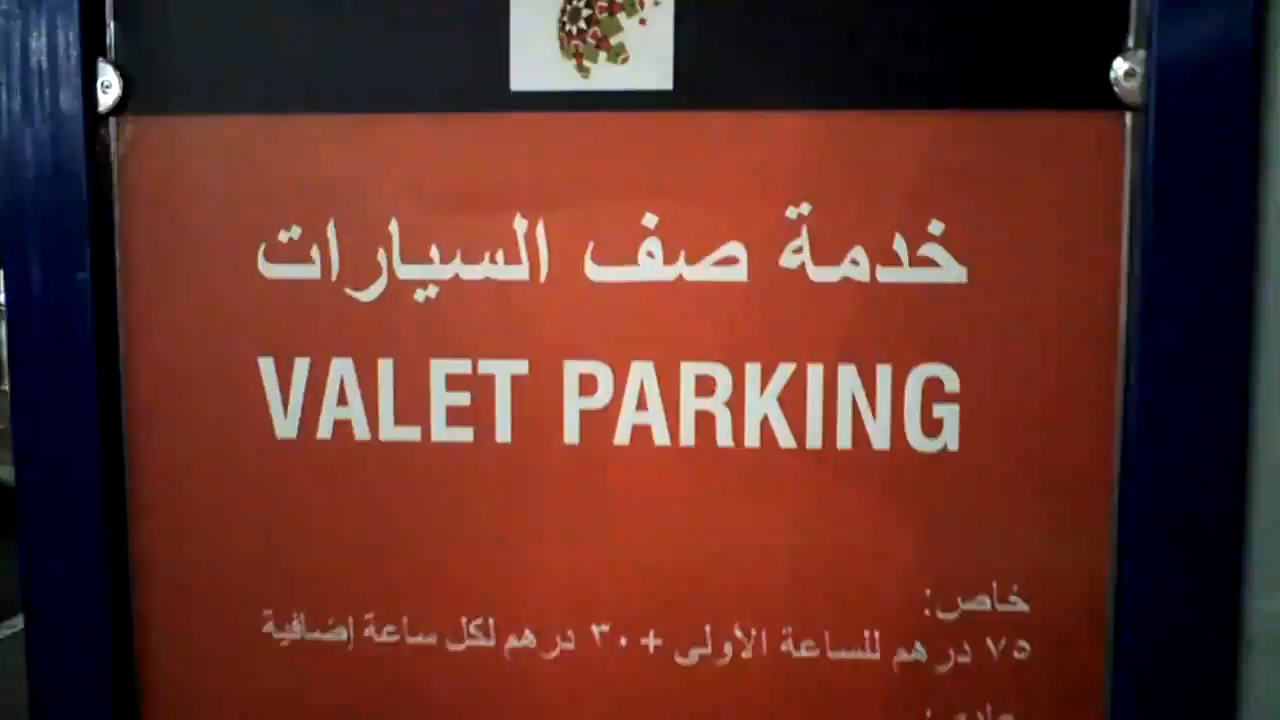 خدمة صف السيارات
VALET PARKING
خاص:
٧٥ درهم للساعة الأولى + ٣٠ درهم لكل ساعة إضافية